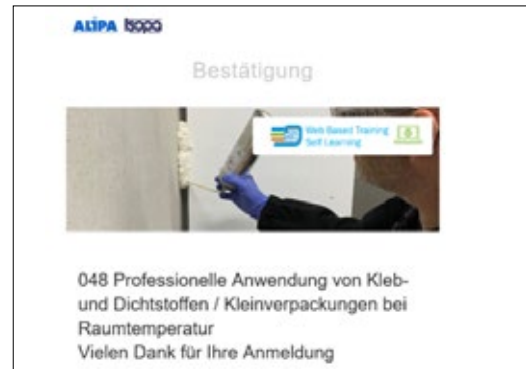 ALIPA isopa
Bestätigung
Web Based Training
Self Learning
048 Professionelle Anwendung von Kleb-
und Dichtstoffen / Kleinverpackungen bei
Raumtemperatur
Vielen Dank für Ihre Anmeldung